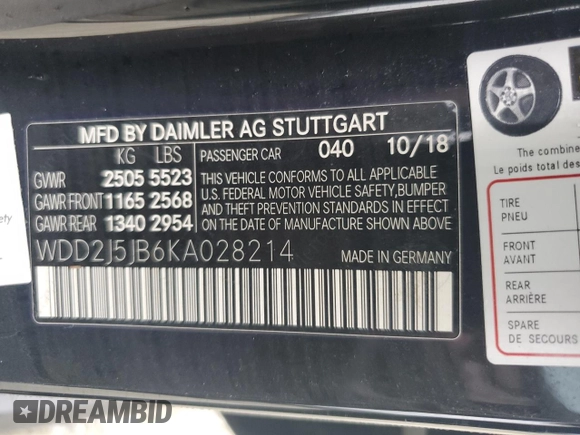 MFD BY DAIMLER AG STUTTGART
KG LBS
GVWR 2505 5523
GAWR FRONT 1165 2568
GAWR REAR 1340 2954
PASSENGER CAR 040 10/18
THIS VEHICLE CONFORMS TO ALL APPLICABLE
U.S. FEDERAL MOTOR VEHICLE SAFETY, BUMPER
AND THEFT PREVENTION STANDARDS IN EFFECT
ON THE DATE OF MANUFACTURE SHOWN ABOVE
WDD2J5JB6KA028214 MADE IN GERMANY
The combine
Le poids total des
TIRE
PNEU
FRONT
AVANT
REAR
ARRIÈRE
SPARE
DE SECOURS
DREAMBID